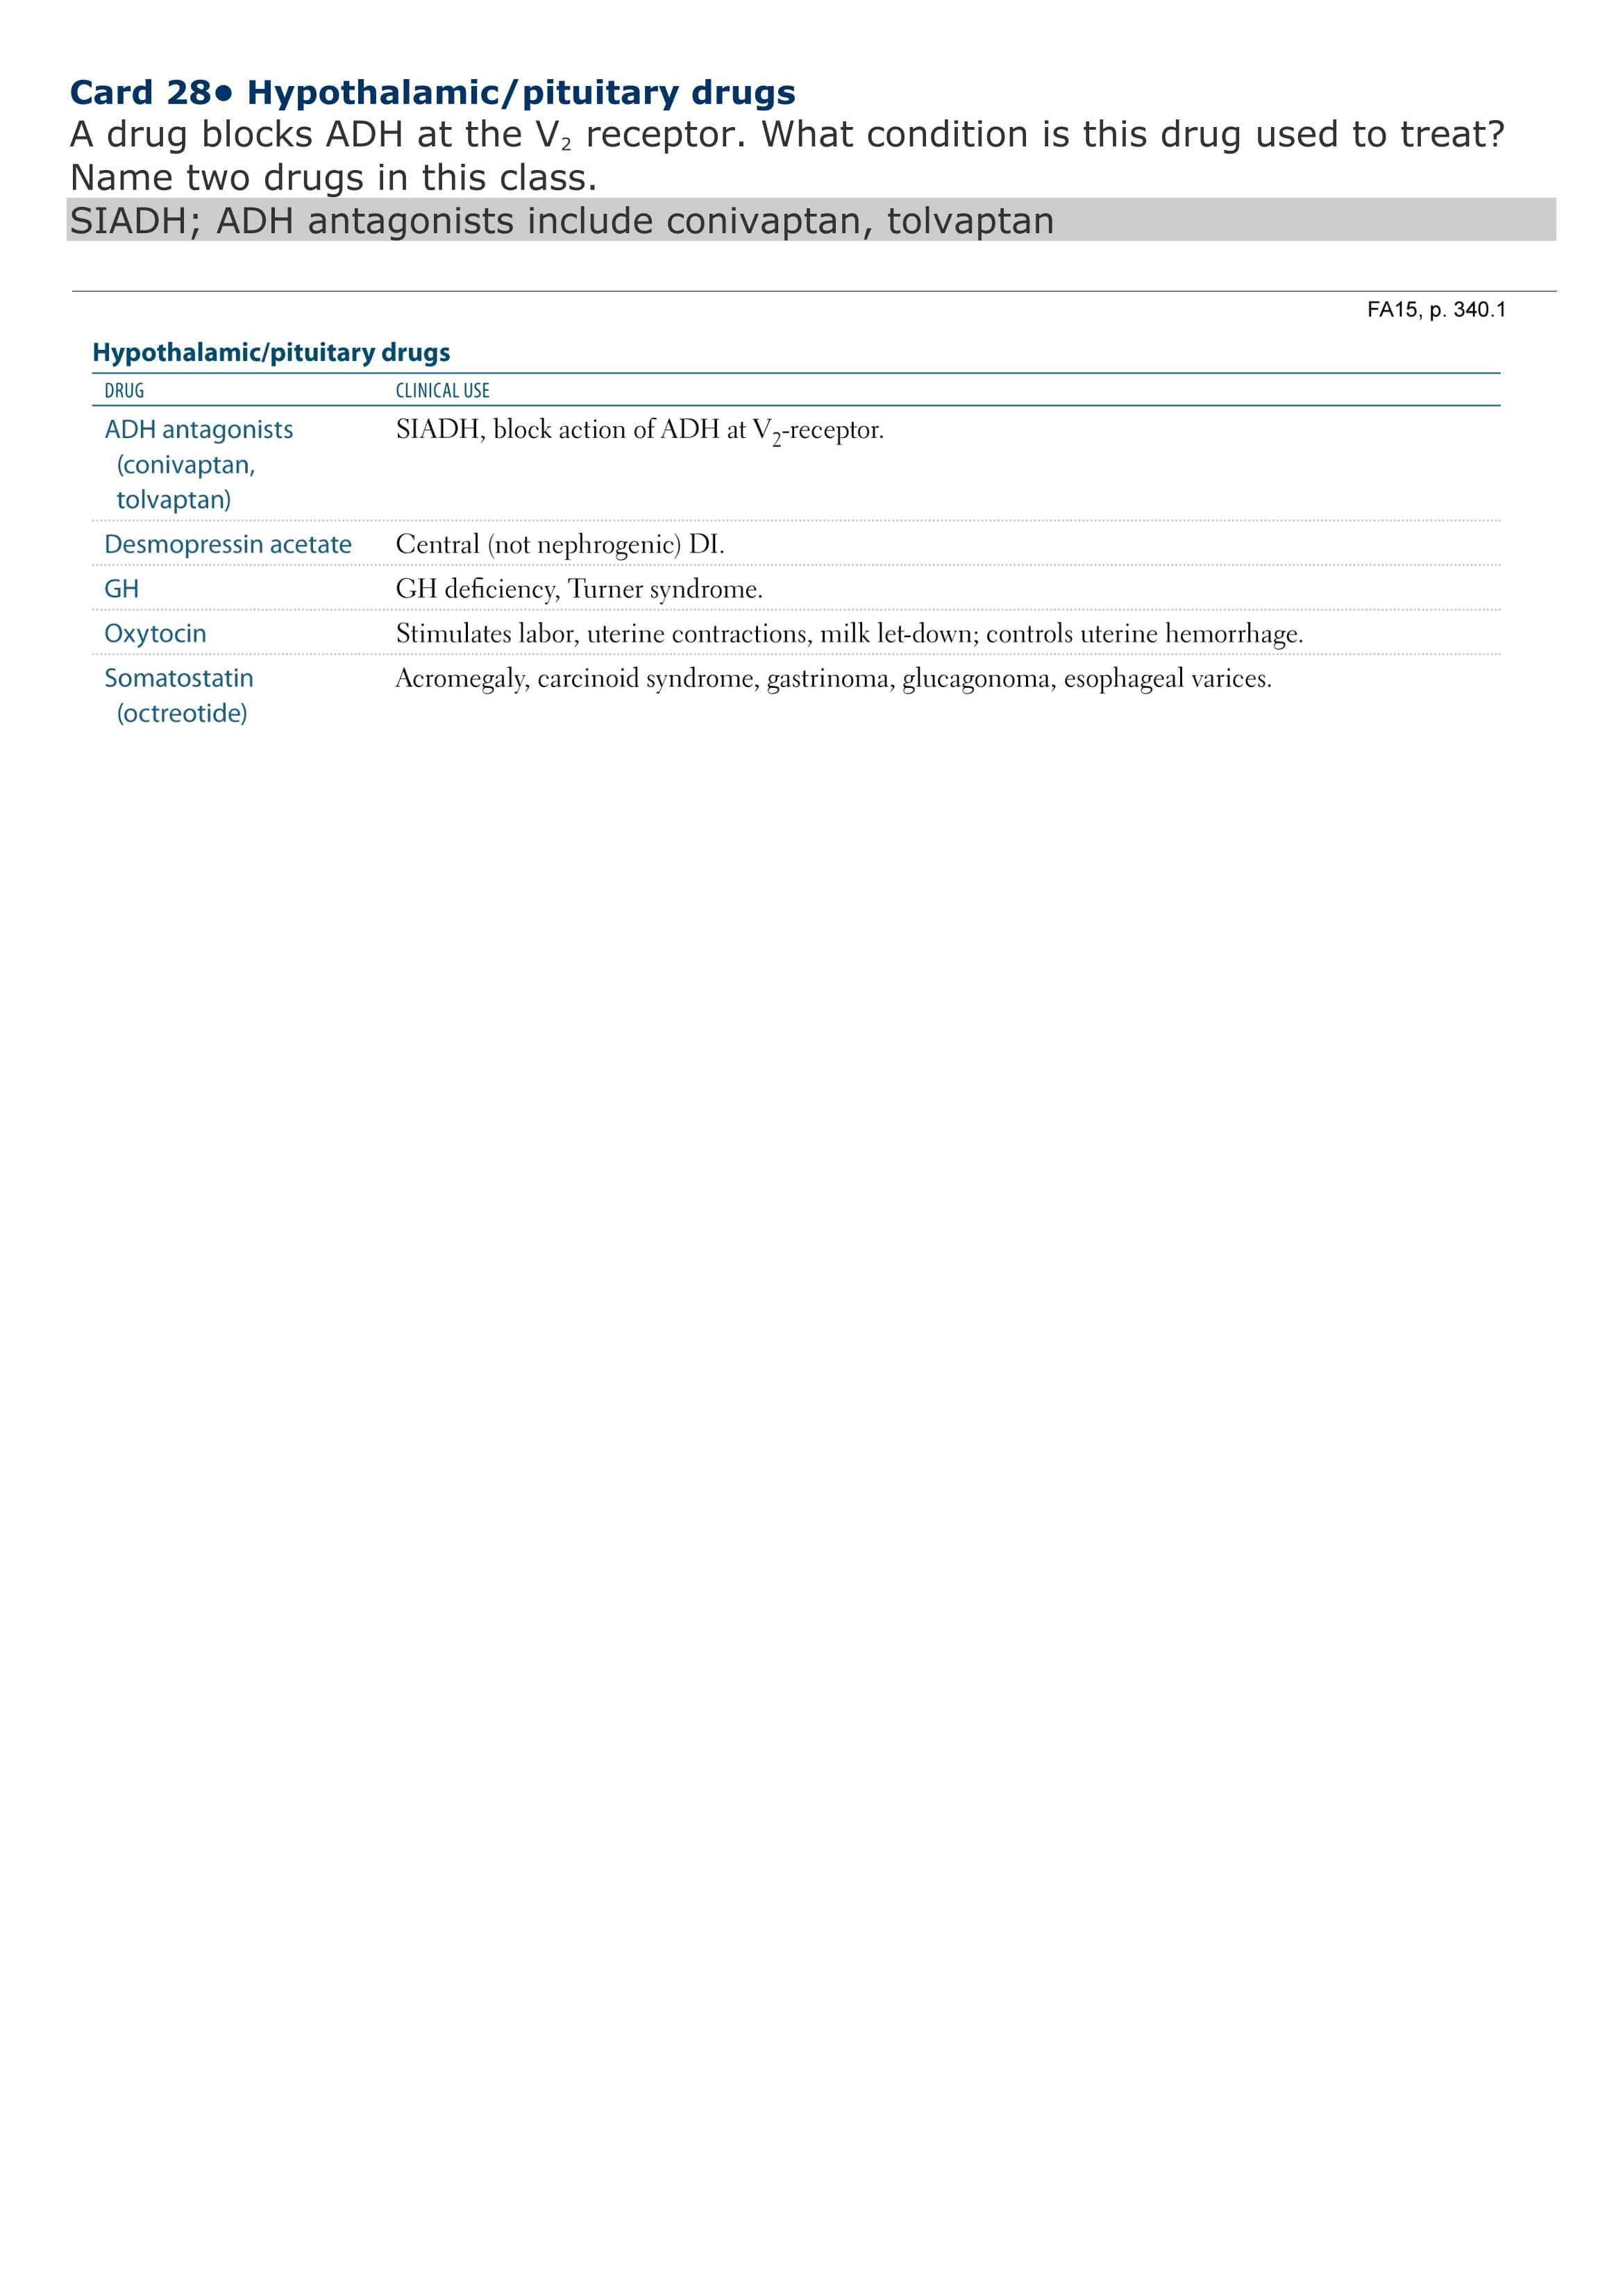 Card 28• Hypothalamic/pituitary drugs
A drug blocks ADH at the V₂ receptor. What condition is this drug used to treat?
Name two drugs in this class.
SIADH; ADH antagonists include conivaptan, tolvaptan
FA15, p. 340.1
Hypothalamic/pituitary drugs
DRUG CLINICAL USE
ADH antagonists SIADH, block action of ADH at V₂-receptor.
(conivaptan,
tolvaptan)
Desmopressin acetate Central (not nephrogenic) DI.
GH GH deficiency, Turner syndrome.
Oxytocin Stimulates labor, uterine contractions, milk let-down; controls uterine hemorrhage.
Somatostatin Acromegaly, carcinoid syndrome, gastrinoma, glucagonoma, esophageal varices.
(octreotide)